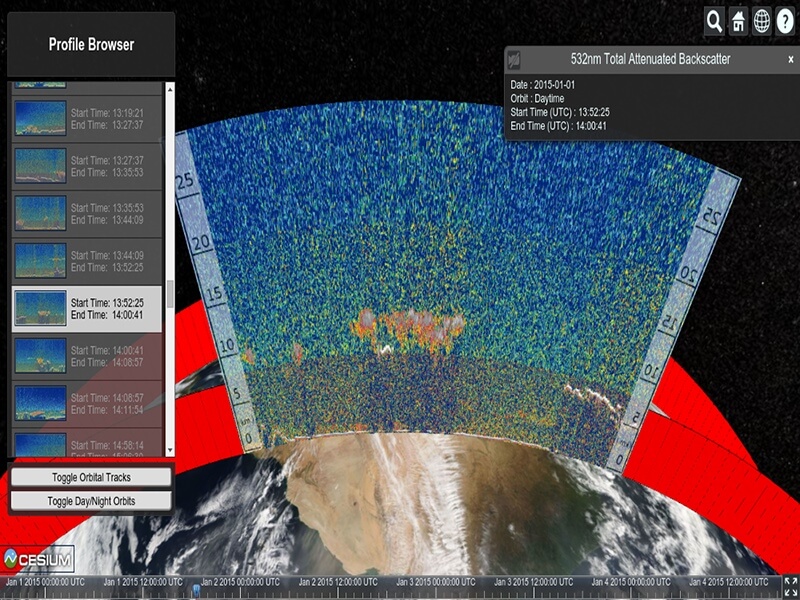 Profile Browser
Start Time: 13:19:21
End Time: 13:27:37
Start Time: 13:27:37
End Time: 13:35:53
Start Time: 13:35:53
End Time: 13:44:09
Start Time: 13:44:09
End Time: 13:52:25
Start Time: 13:52:25
End Time: 14:00:41
Start Time: 14:00:41
End Time: 14:08:57
Start Time: 14:08:57
End Time: 14:11:54
Start Time: 14:58:14
Toggle Orbital Tracks
Toggle Day/Night Orbits
532nm Total Attenuated Backscatter
x
Date : 2015-01-01
Orbit : Daytime
Start Time (UTC) : 13:52:25
End Time (UTC) : 14:00:41
?
25
20
15
10
5
km
0
25
20
15
10
5
km
0
CESIUM
Jan 1 2015 00:00:00 UTC Jan 1 2015 12:00:00 UTC Jan 2 2015 00:00:00 UTC Jan 2 2015 12:00:00 UTC Jan 3 2015 00:00:00 UTC Jan 3 2015 12:00:00 UTC Jan 4 2015 00:00:00 UTC Jan 4 2015 12:00:00 UTC